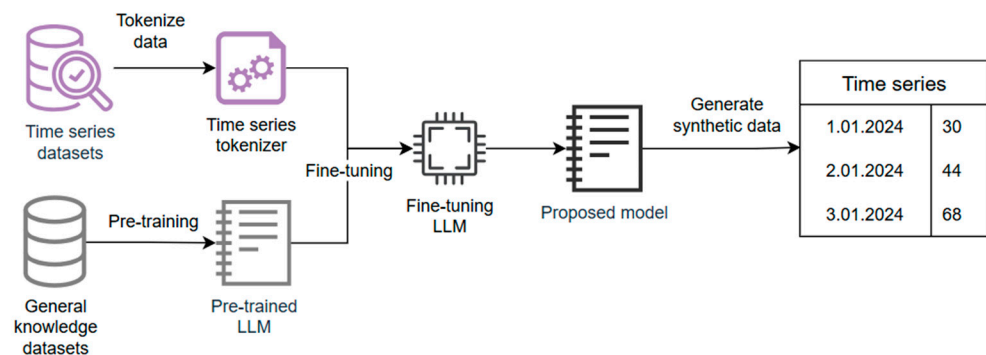 Tokenize
data
Time series
datasets
Time series
tokenizer
Fine-tuning
Pre-training
General
knowledge
datasets
Pre-trained
LLM
Fine-tuning
LLM
Proposed model
Generate
synthetic data
Time series
1.01.2024 30
2.01.2024 44
3.01.2024 68